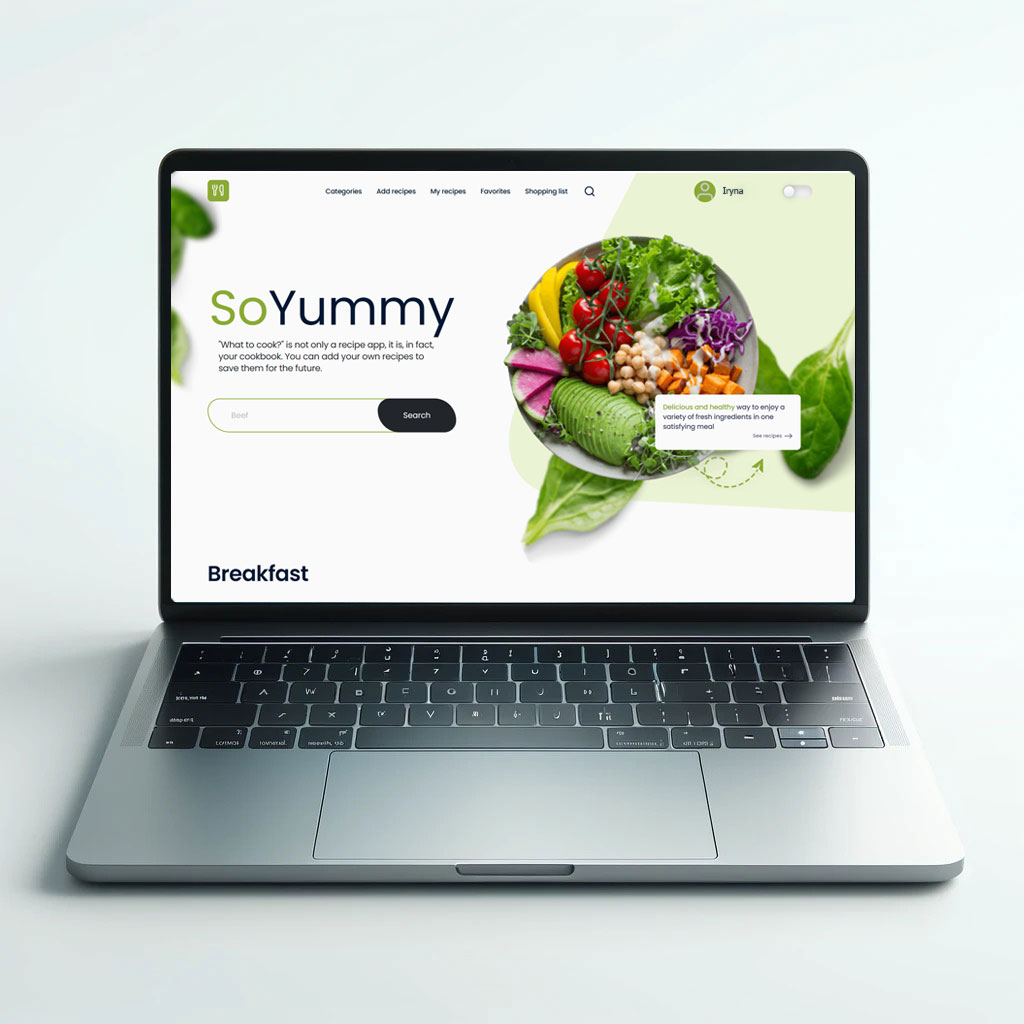 Categories Add recipes My recipes Favorites Shopping list Iryna
SoYummy
"What to cook?" is not only a recipe app, it is, in fact,
your cookbook. You can add your own recipes to
save them for the future.
Beef Search
Delicious and healthy way to enjoy a
variety of fresh ingredients in one
satisfying meal
See recipes
Breakfast